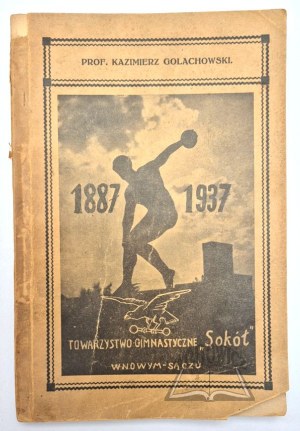 PROF. KAZIMIERZ GOLACHOWSKI.
1887 1937
TOWARZYSTWO GIMNASTYCZNE „Sokół"
W NOWYM-SĄCZU